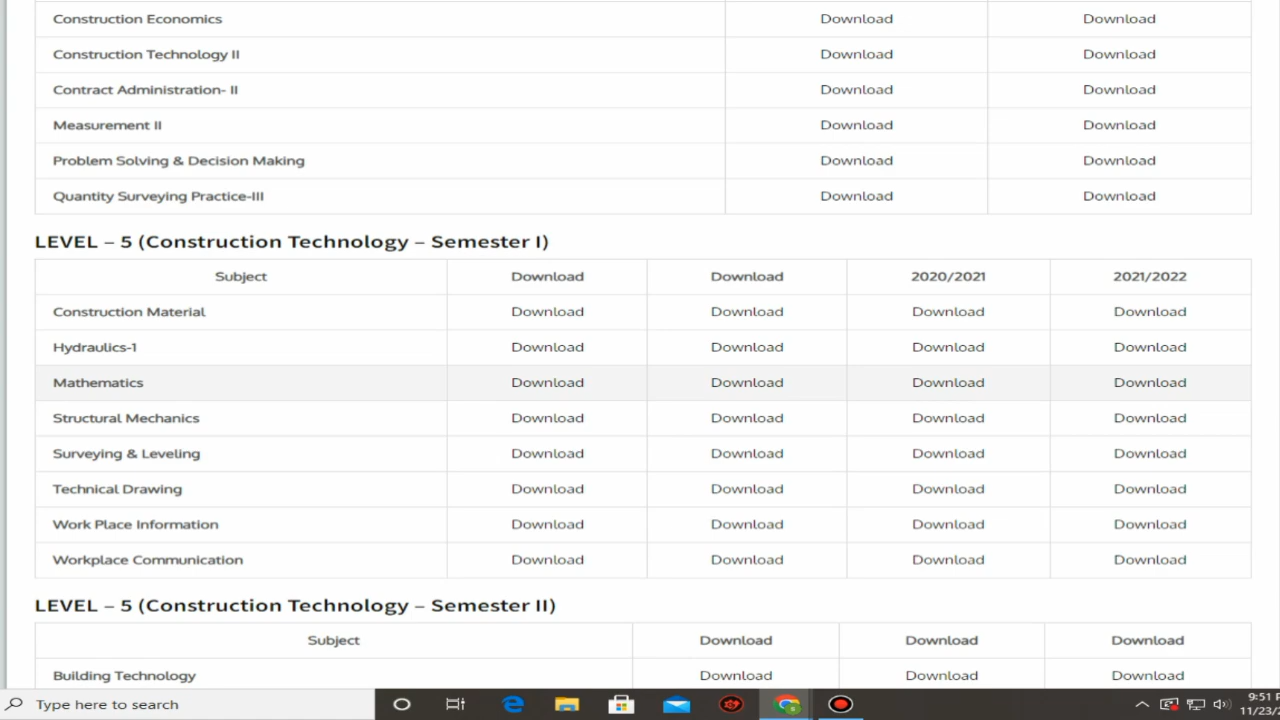 Construction Economics Download Download
Construction Technology II Download Download
Contract Administration- II Download Download
Measurement II Download Download
Problem Solving & Decision Making Download Download
Quantity Surveying Practice-III Download Download
LEVEL – 5 (Construction Technology – Semester I)
Subject Download Download 2020/2021 2021/2022
Construction Material Download Download Download Download
Hydraulics-1 Download Download Download Download
Mathematics Download Download Download Download
Structural Mechanics Download Download Download Download
Surveying & Leveling Download Download Download Download
Technical Drawing Download Download Download Download
Work Place Information Download Download Download Download
Workplace Communication Download Download Download Download
LEVEL – 5 (Construction Technology – Semester II)
Subject Download Download Download
Building Technology Download Download Download
Type here to search
9:51 P
11/23/2